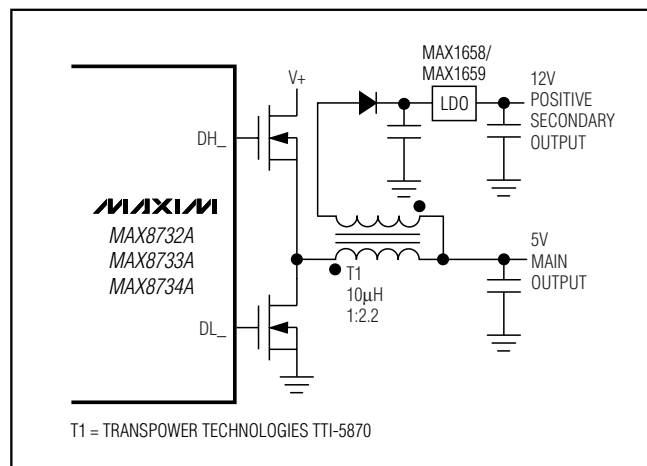 MAX1658/
MAX1659
V+
LDO
12V
POSITIVE
SECONDARY
OUTPUT
DH_
MAXIM
MAX8732A
MAX8733A
MAX8734A
T1
10μH
1:2.2
5V
MAIN
OUTPUT
DL_
T1 = TRANSPOWER TECHNOLOGIES TTI-5870